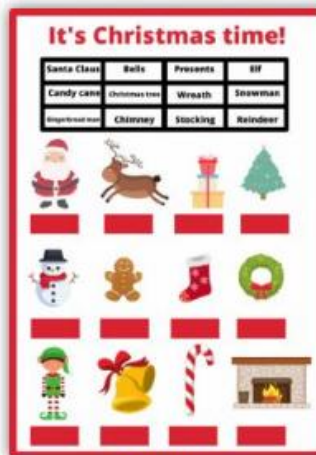 It's Christmas time!
Santa Claus Bells Presents Elf
Candy cane Christmas tree Wreath Snowman
Gingerbread man Chimney Stocking Reindeer